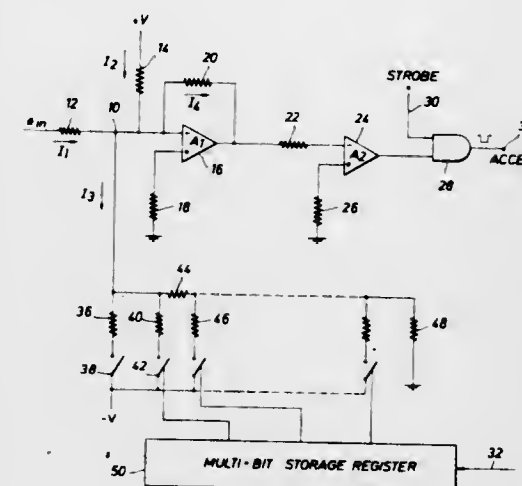 +V
I2
14
20
STROBE
I4
e in
12
10
22
24
30
3
I1
A1
A2
16
28
ACCE
I3
18
26
44
36
40
46
48
38
42
-V
50
MULTI-BIT STORAGE REGISTER
32